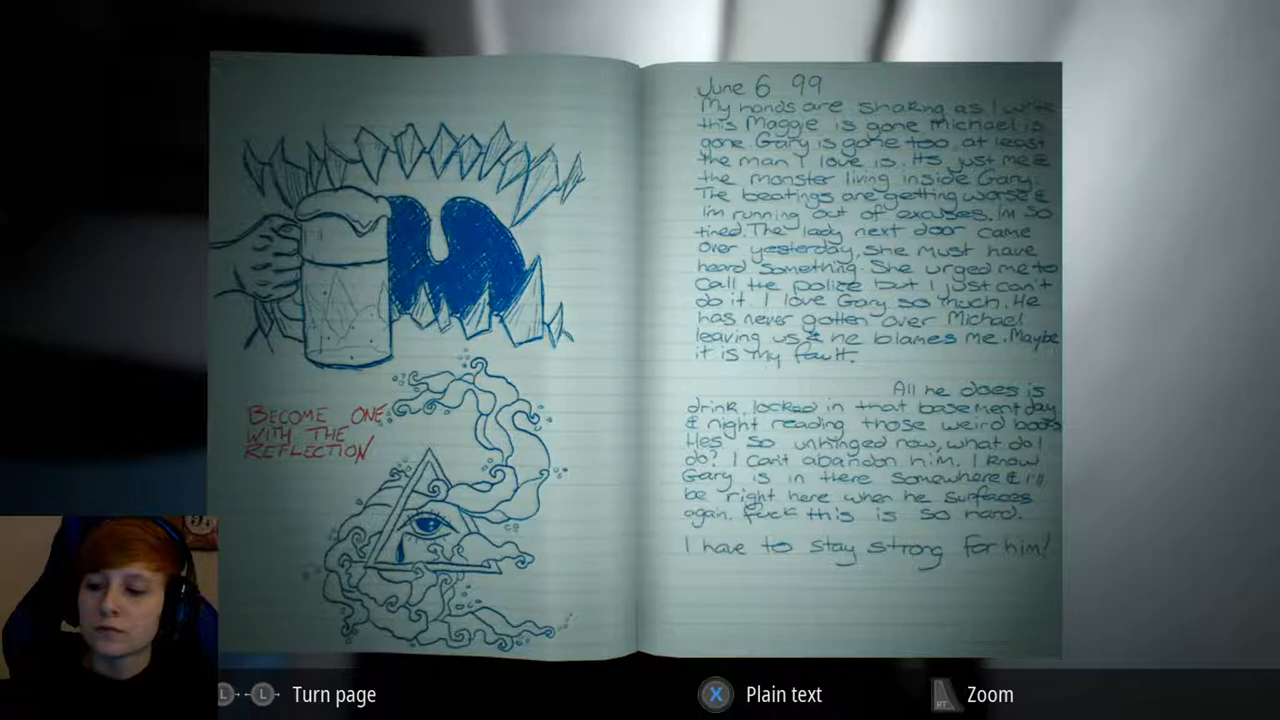 BECOME ONE
WITH THE
REFLECTION
June 6 99
My hands are shaking as I write
this Maggie is gone Michael is
gone. Gary is gone too, at least
the man I love is. Its just me &
the monster living inside Gary.
The beatings are getting worse &
I'm running out of excuses. Im so
tired. The lady next door came
over yesterday, she must have
heard something. She urged me to
call the police but I just can't
do it. I love Gary so much. He
has never gotten over Michael
leaving us & he blames me. Maybe
it is my fault.
All he does is
drink, locked in that basement day
& night reading those weird books
Hes so unhinged now, what do I
do? I cant abandon him. I know
Gary is in there somewhere & I'll
be right here when he surfaces
again. Fuck this is so hard.
I have to stay strong for him!
L L Turn page
X Plain text
RT Zoom